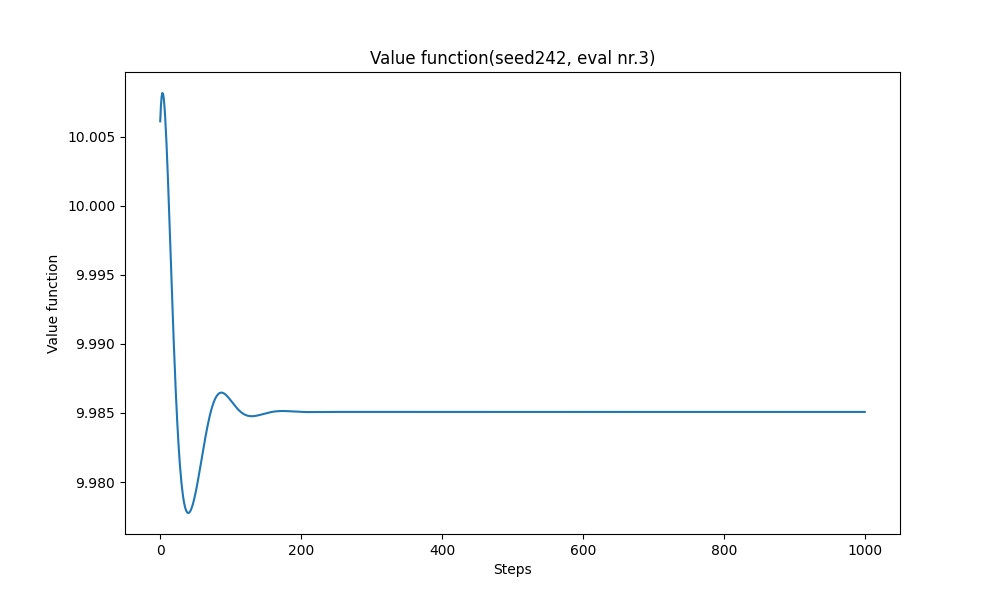 Value function(seed242, eval nr.3)
Value function
10.005
10.000
9.995
9.990
9.985
9.980
0 200 400 600 800 1000
Steps